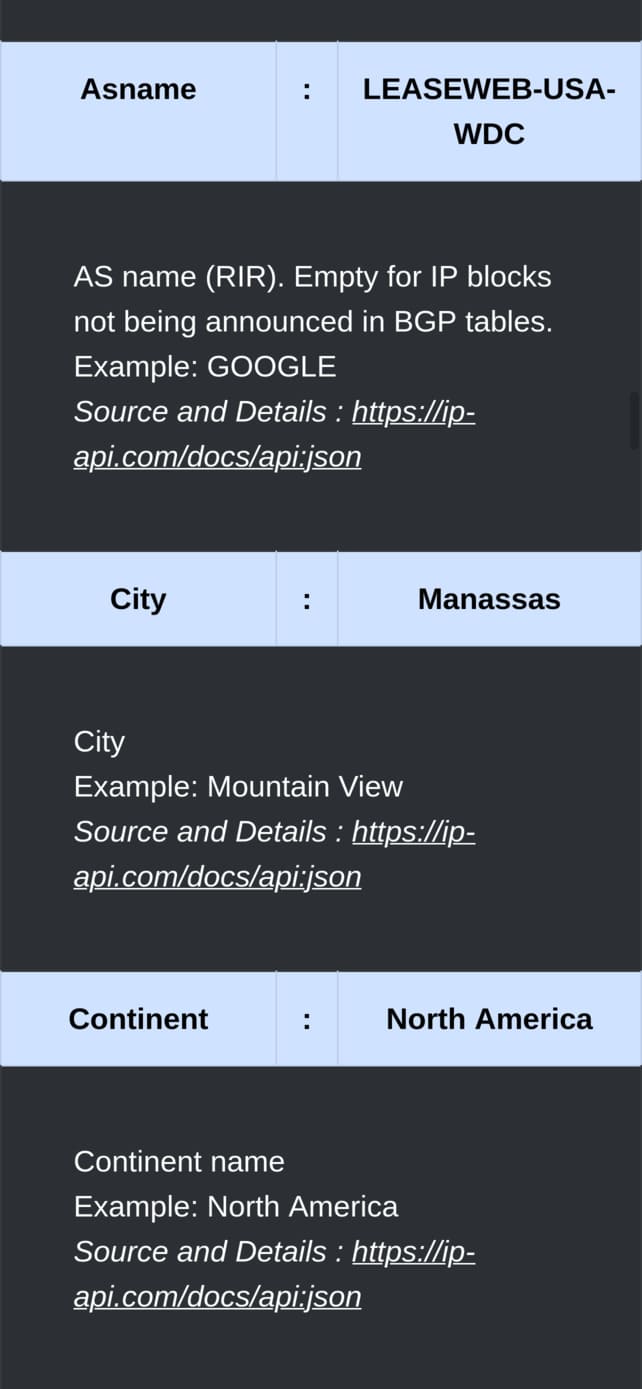 Asname : LEASEWEB-USA-
WDC
AS name (RIR). Empty for IP blocks
not being announced in BGP tables.
Example: GOOGLE
Source and Details : https://ip-
api.com/docs/api:json
City : Manassas
City
Example: Mountain View
Source and Details : https://ip-
api.com/docs/api:json
Continent : North America
Continent name
Example: North America
Source and Details : https://ip-
api.com/docs/api:json